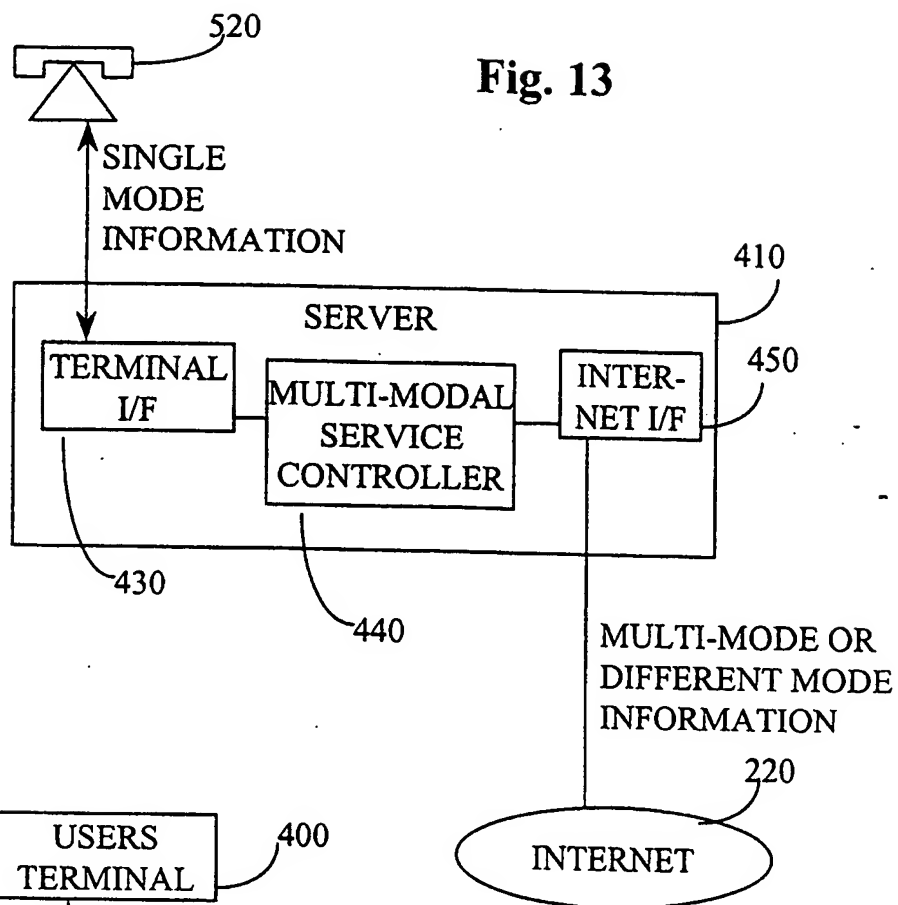 520
Fig. 13
SINGLE
MODE
INFORMATION
410
SERVER
TERMINAL
I/F
MULTI-MODAL
SERVICE
CONTROLLER
INTER-
NET I/F
450
430
440
MULTI-MODE OR
DIFFERENT MODE
INFORMATION
220
INTERNET
USERS
TERMINAL
400